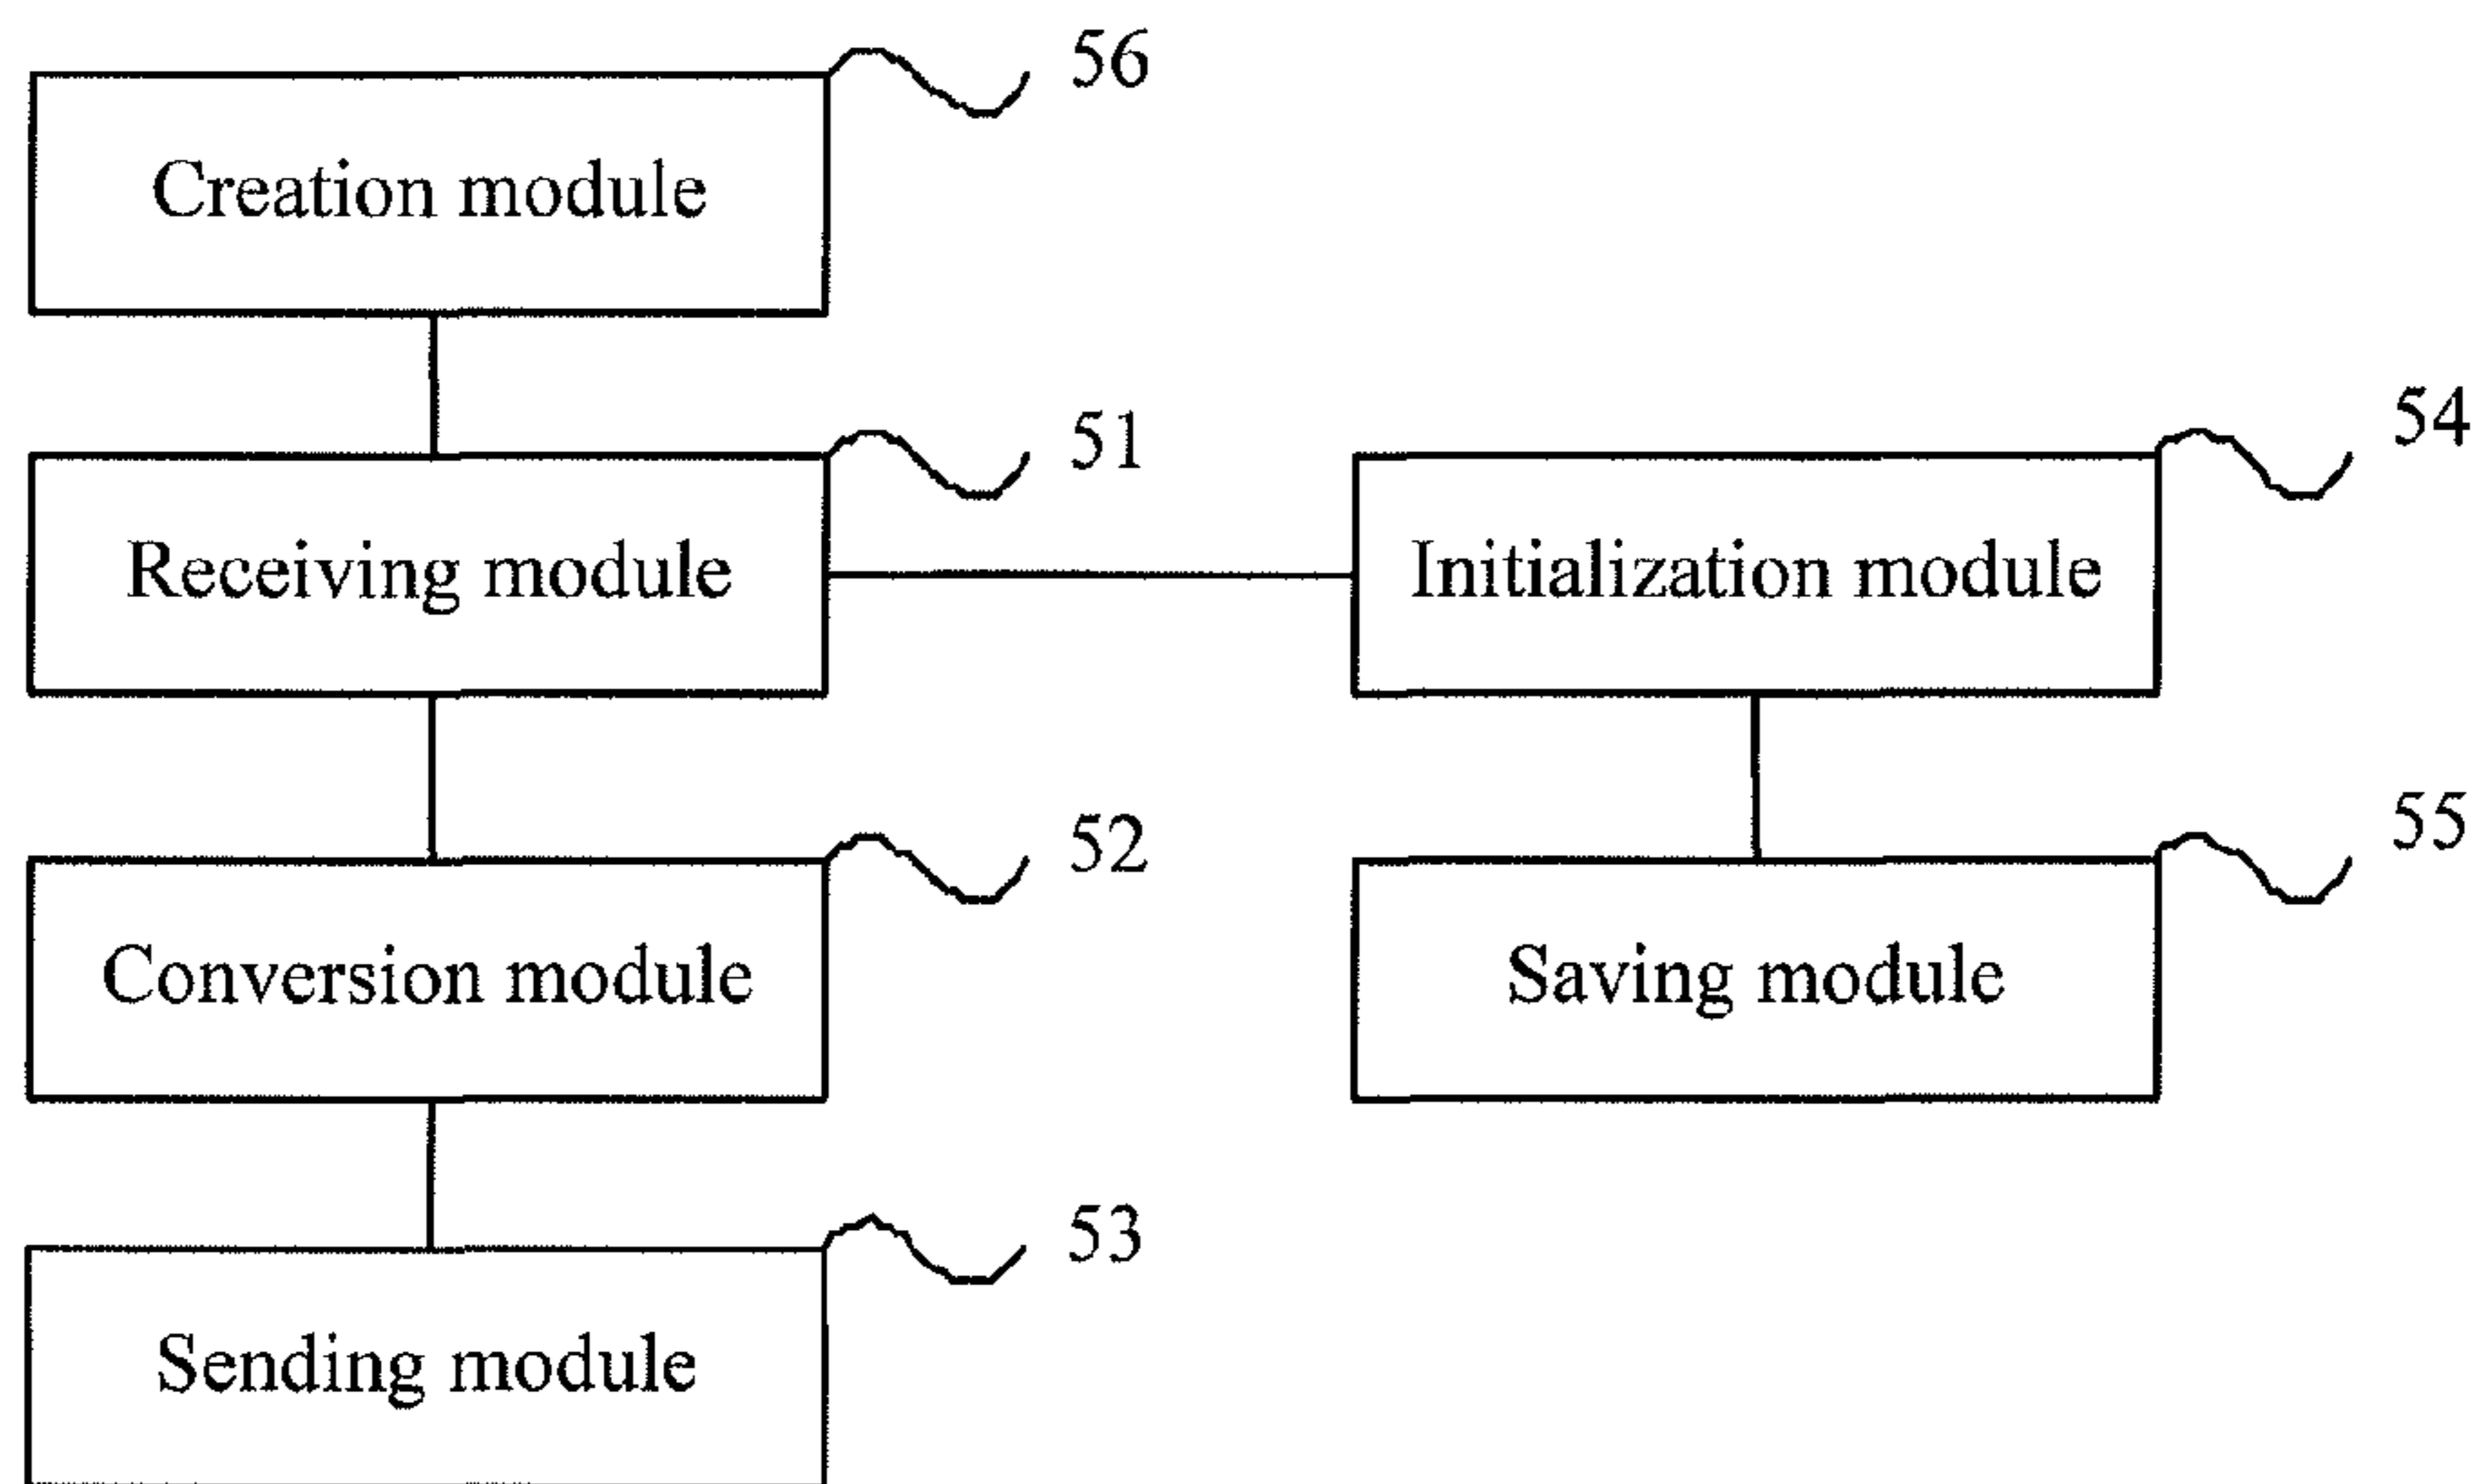 56
Creation module
51
Receiving module
54
Initialization module
52
Conversion module
55
Saving module
53
Sending module